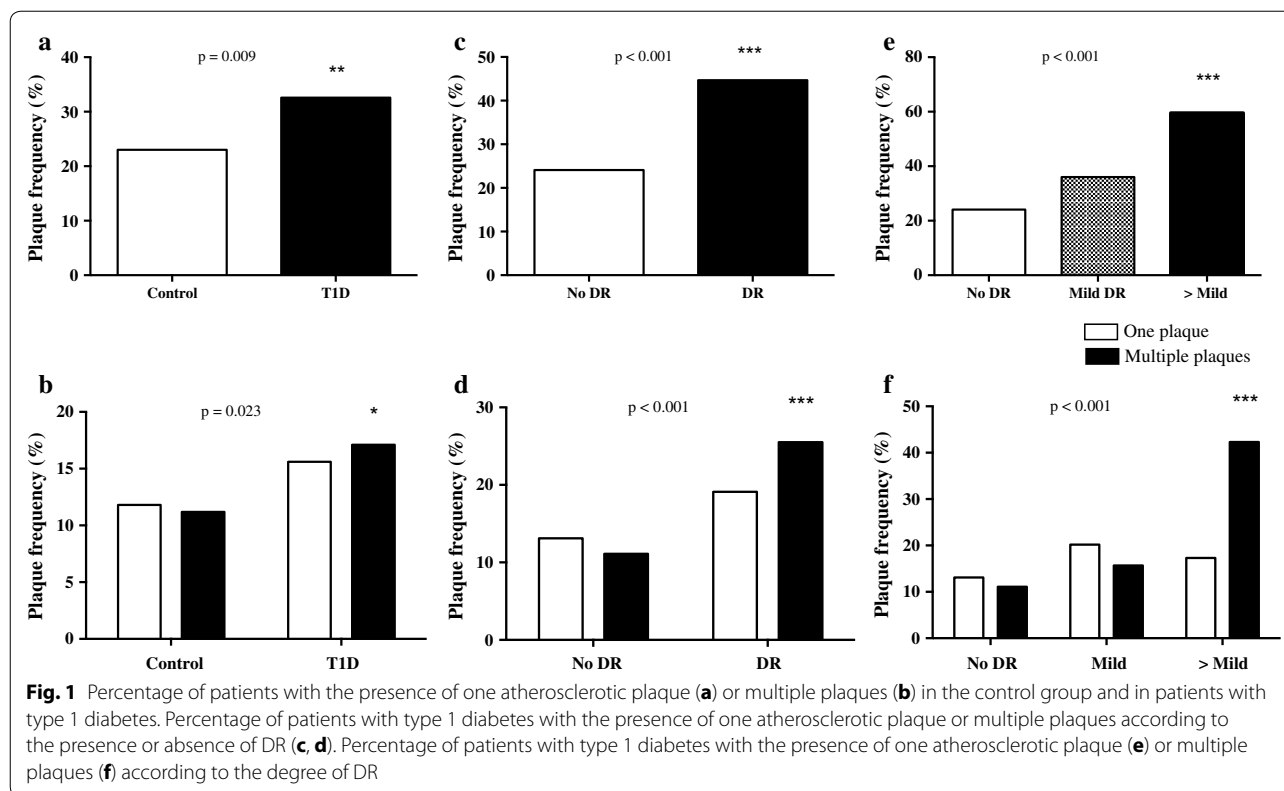 a
p = 0.009
**
Plaque frequency (%)
40
30
20
10
0
Control T1D
c
p < 0.001
***
Plaque frequency (%)
50
40
30
20
10
0
No DR DR
e
p < 0.001
***
Plaque frequency (%)
80
60
40
20
0
No DR Mild DR > Mild
One plaque
Multiple plaques
b
p = 0.023
*
Plaque frequency (%)
20
15
10
5
0
Control T1D
d
p < 0.001
***
Plaque frequency (%)
30
20
10
0
No DR DR
f
p < 0.001
***
Plaque frequency (%)
50
40
30
20
10
0
No DR Mild > Mild
Fig. 1 Percentage of patients with the presence of one atherosclerotic plaque (a) or multiple plaques (b) in the control group and in patients with
type 1 diabetes. Percentage of patients with type 1 diabetes with the presence of one atherosclerotic plaque or multiple plaques according to
the presence or absence of DR (c, d). Percentage of patients with type 1 diabetes with the presence of one atherosclerotic plaque (e) or multiple
plaques (f) according to the degree of DR